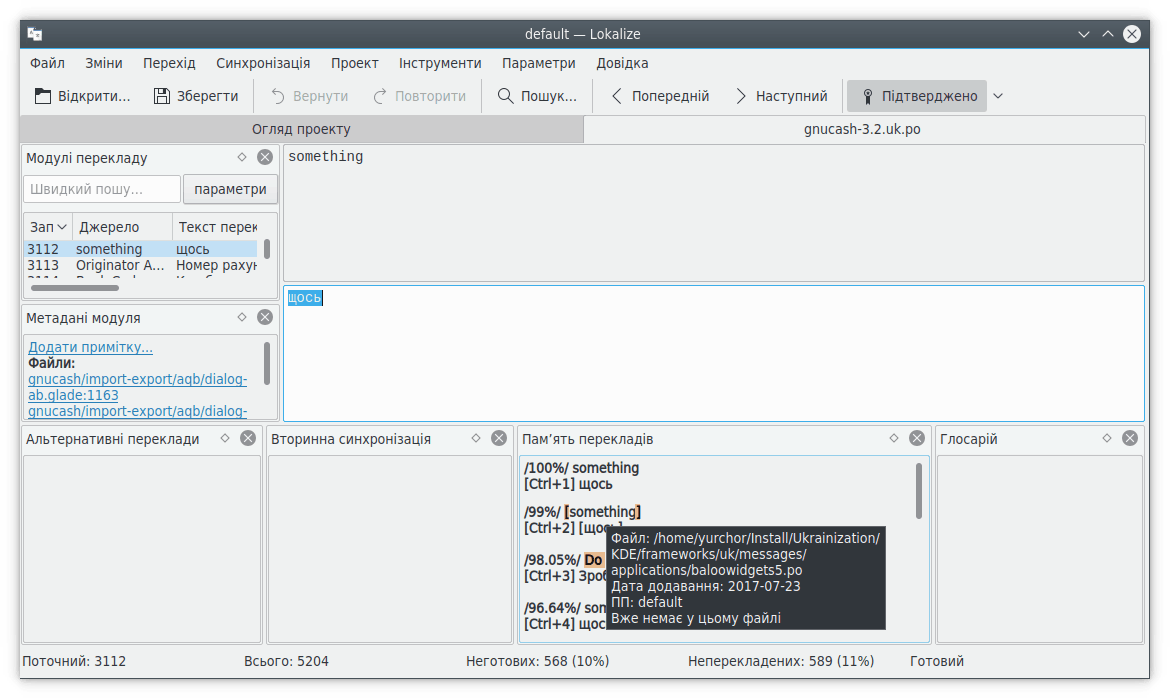 default — Lokalize
Файл Зміни Перехід Синхронізація Проект Інструменти Параметри Довідка
Відкрити... Зберегти Вернути Повторити Пошук... Попередній Наступний Підтверджено
Огляд проекту gnucash-3.2.uk.po
Модулі перекладу
Швидкий пошу...
параметри
Зап Джерело Текст перек
3112 something щось
3113 Originator A... Номер рахун
something
щось
Метадані модуля
Додати примітку...
Файли:
gnucash/import-export/aqb/dialog-
ab.glade:1163
gnucash/import-export/aqb/dialog-
Альтернативні переклади
Вторинна синхронізація
Пам’ять перекладів
/100%/ something
[Ctrl+1] щось
/99%/ [something]
[Ctrl+2] [щось]
/98.05%/ Do
[Ctrl+3] Зроб
/96.64%/ som
[Ctrl+4] щос
Файл: /home/yurchor/Install/Ukrainization/
KDE/frameworks/uk/messages/
applications/baloowidgets5.po
Дата додавання: 2017-07-23
ПП: default
Вже немає у цьому файлі
Глосарій
Поточний: 3112 Всього: 5204 Неготових: 568 (10%) Неперекладених: 589 (11%) Готовий